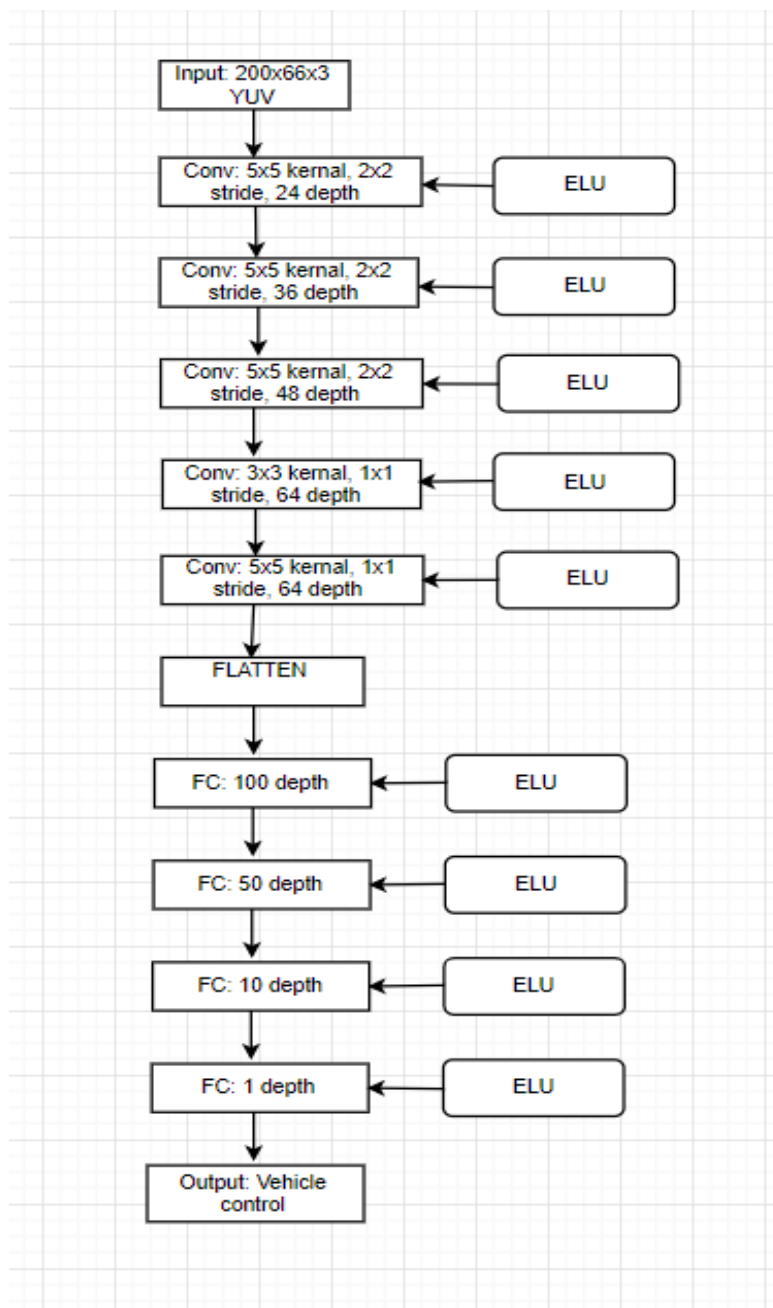 Input: 200x66x3
YUV
Conv: 5x5 kernal, 2x2
stride, 24 depth
ELU
Conv: 5x5 kernal, 2x2
stride, 36 depth
ELU
Conv: 5x5 kernal, 2x2
stride, 48 depth
ELU
Conv: 3x3 kernal, 1x1
stride, 64 depth
ELU
Conv: 5x5 kernal, 1x1
stride, 64 depth
ELU
FLATTEN
FC: 100 depth
ELU
FC: 50 depth
ELU
FC: 10 depth
ELU
FC: 1 depth
ELU
Output: Vehicle
control